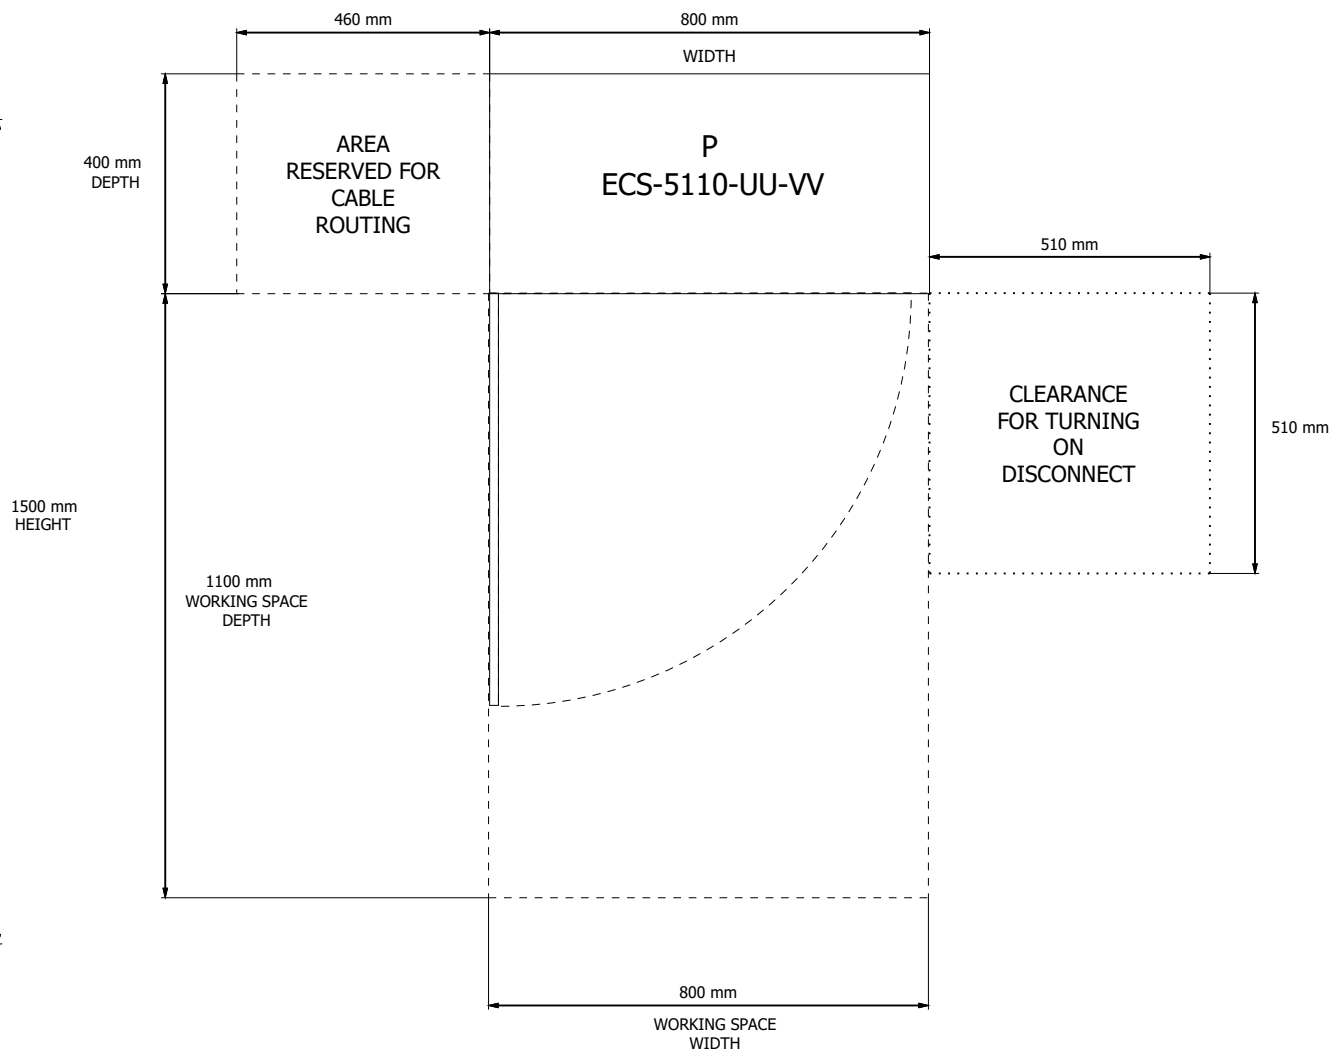 460 mm
800 mm
WIDTH
400 mm
DEPTH
AREA
RESERVED FOR
CABLE
ROUTING
P
ECS-5110-UU-VV
510 mm
CLEARANCE
FOR TURNING
ON
DISCONNECT
510 mm
1500 mm
HEIGHT
1100 mm
WORKING SPACE
DEPTH
800 mm
WORKING SPACE
WIDTH